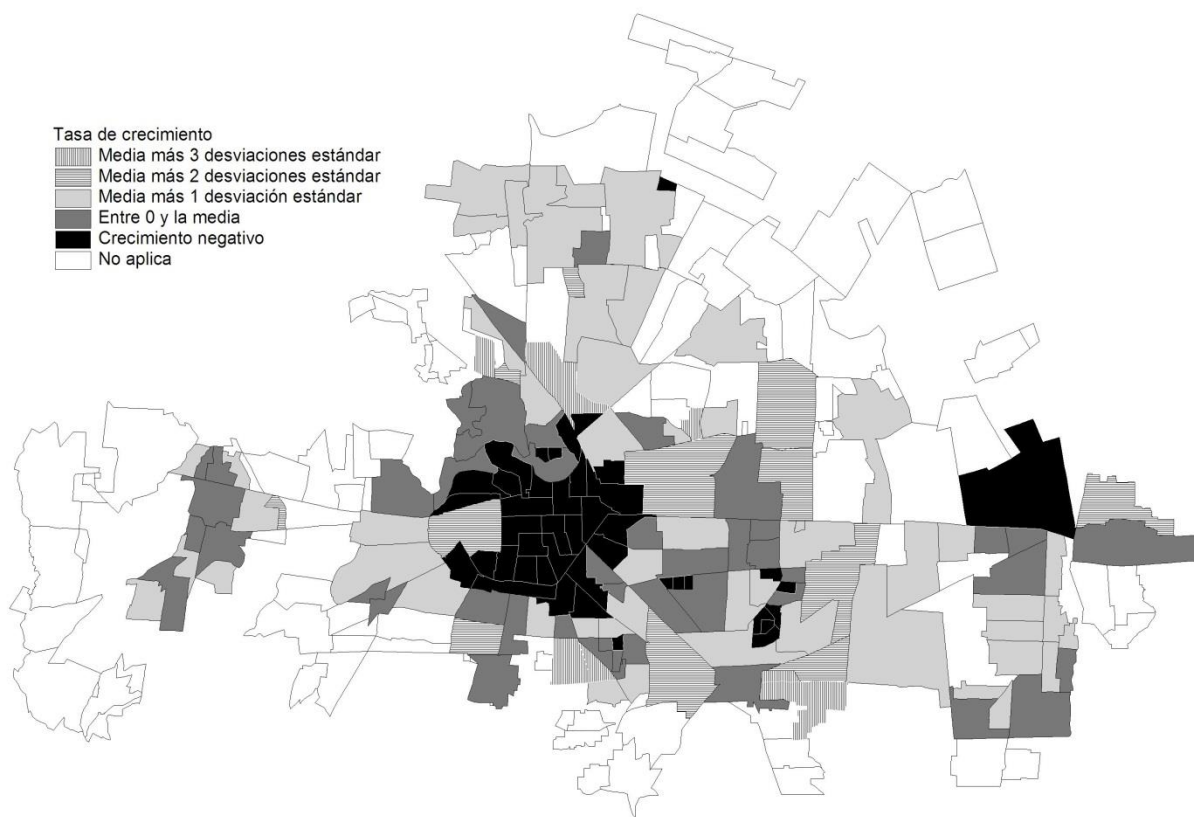 Tasa de crecimiento
Media más 3 desviaciones estándar
Media más 2 desviaciones estándar
Media más 1 desviación estándar
Entre 0 y la media
Crecimiento negativo
No aplica